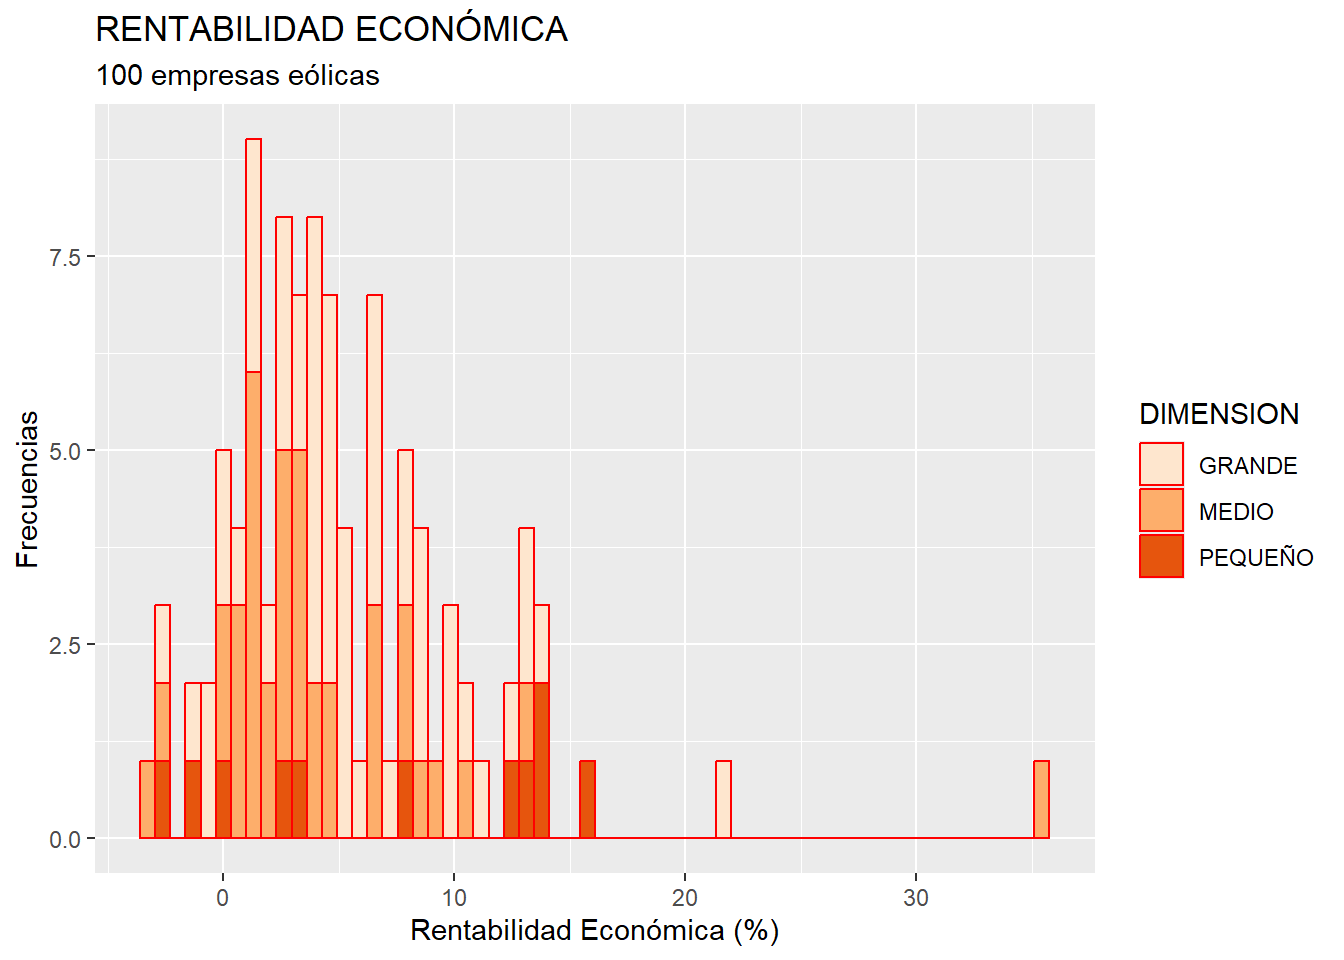 RENTABILIDAD ECONÓMICA
100 empresas eólicas
7.5
5.0
2.5
0.0
Frecuencias
0 10 20 30
Rentabilidad Económica (%)
DIMENSION
GRANDE
MEDIO
PEQUEÑO